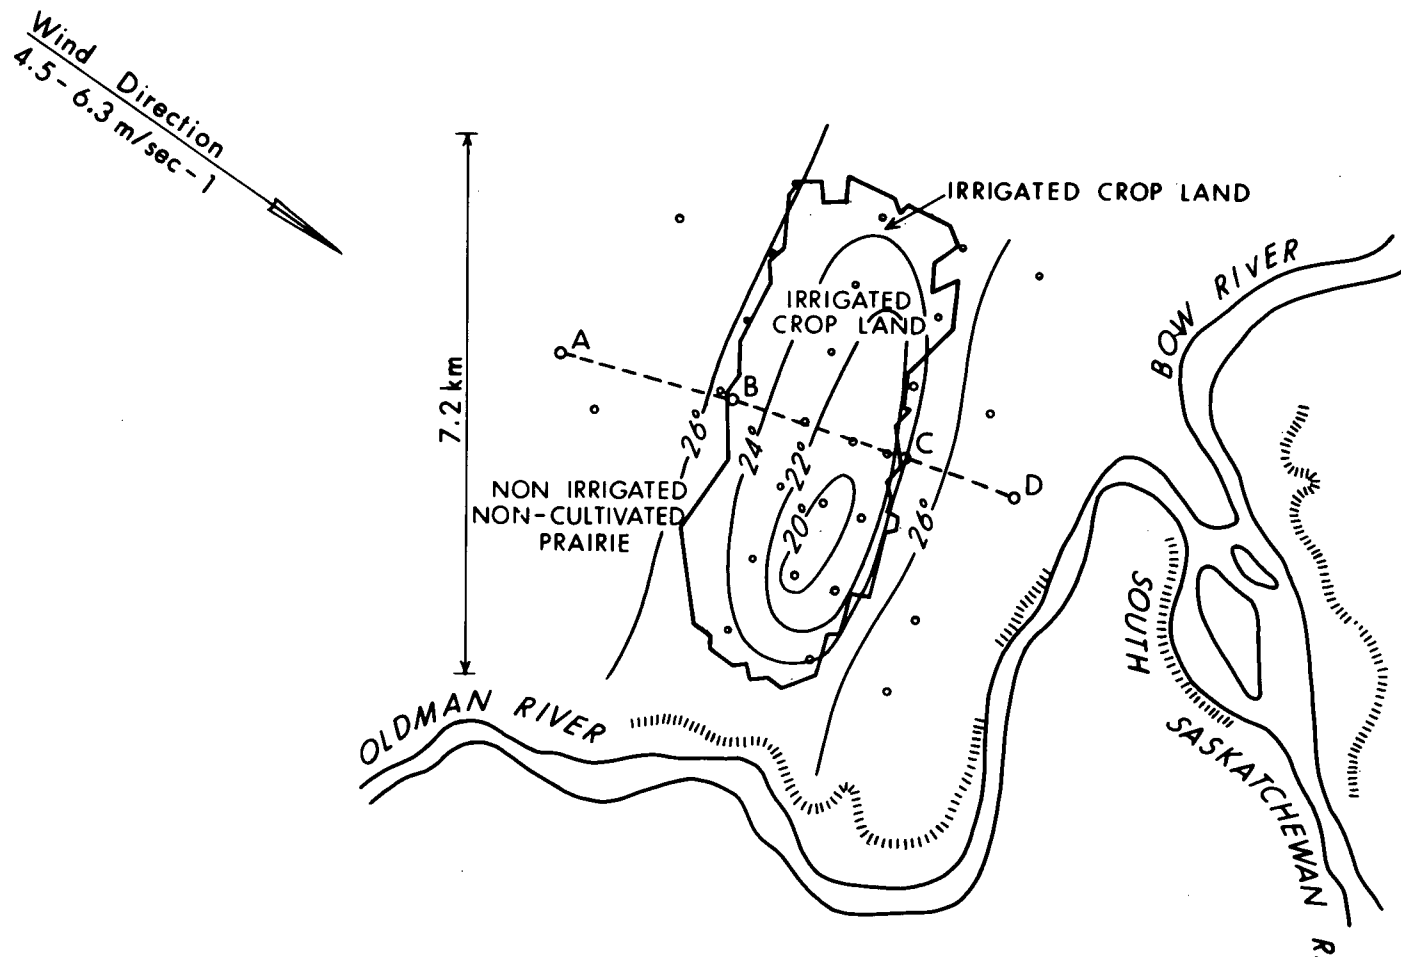 Wind Direction
4.5 - 6.3 m/sec - 1
IRRIGATED CROP LAND
IRRIGATED
CROP LAND
BOW RIVER
7.2 km
A
B
C
D
26°
24°
22°
20°
26°
NON IRRIGATED
NON-CULTIVATED
PRAIRIE
OLDMAN RIVER
SOUTH
SASKATCHEWAN R.